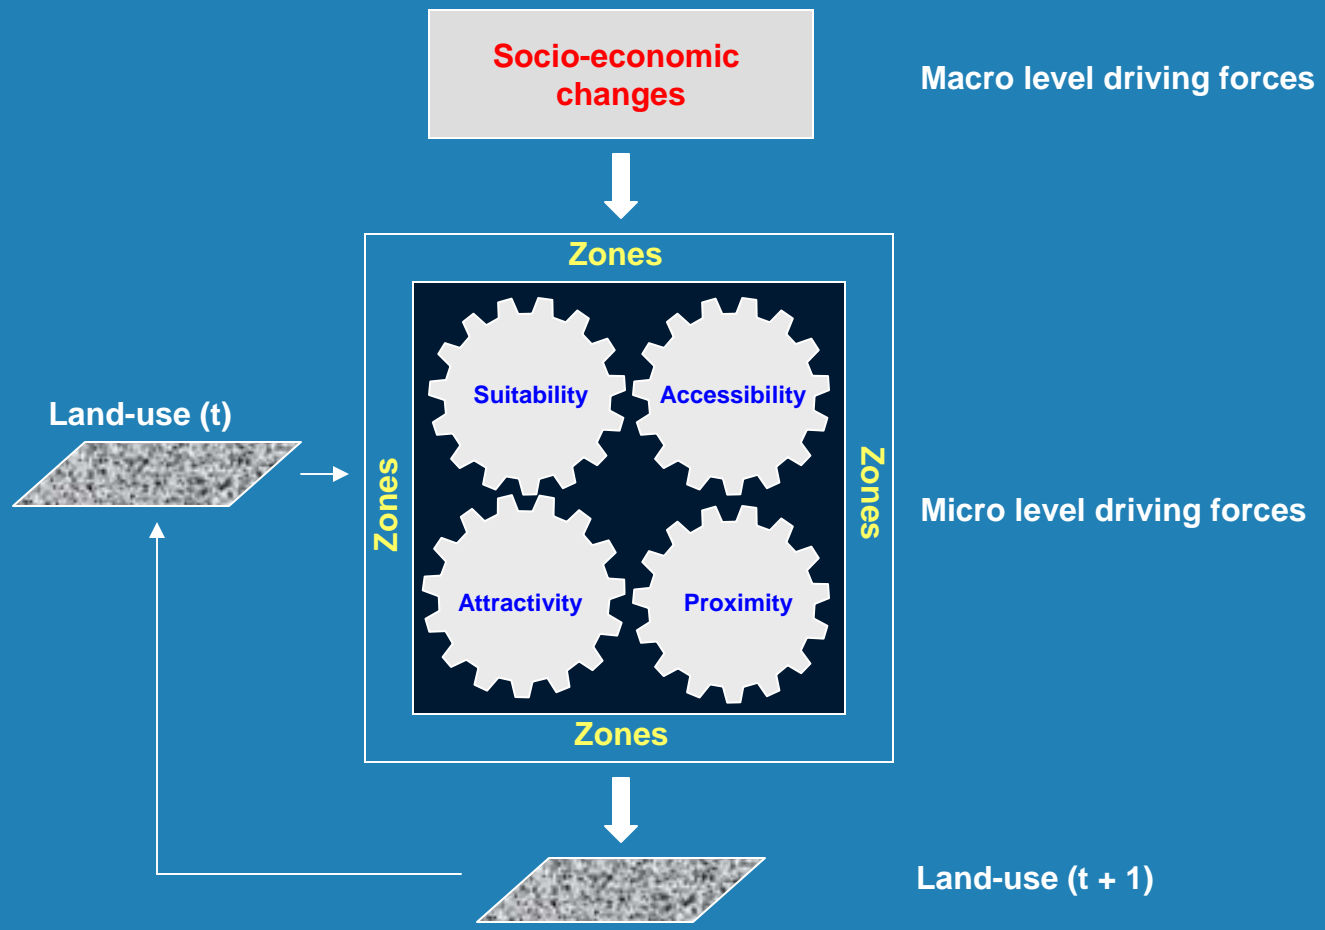 Socio-economic
changes
Macro level driving forces
Zones
Suitability
Accessibility
Land-use (t)
Zones
Zones
Micro level driving forces
Attractivity
Proximity
Zones
Land-use (t + 1)